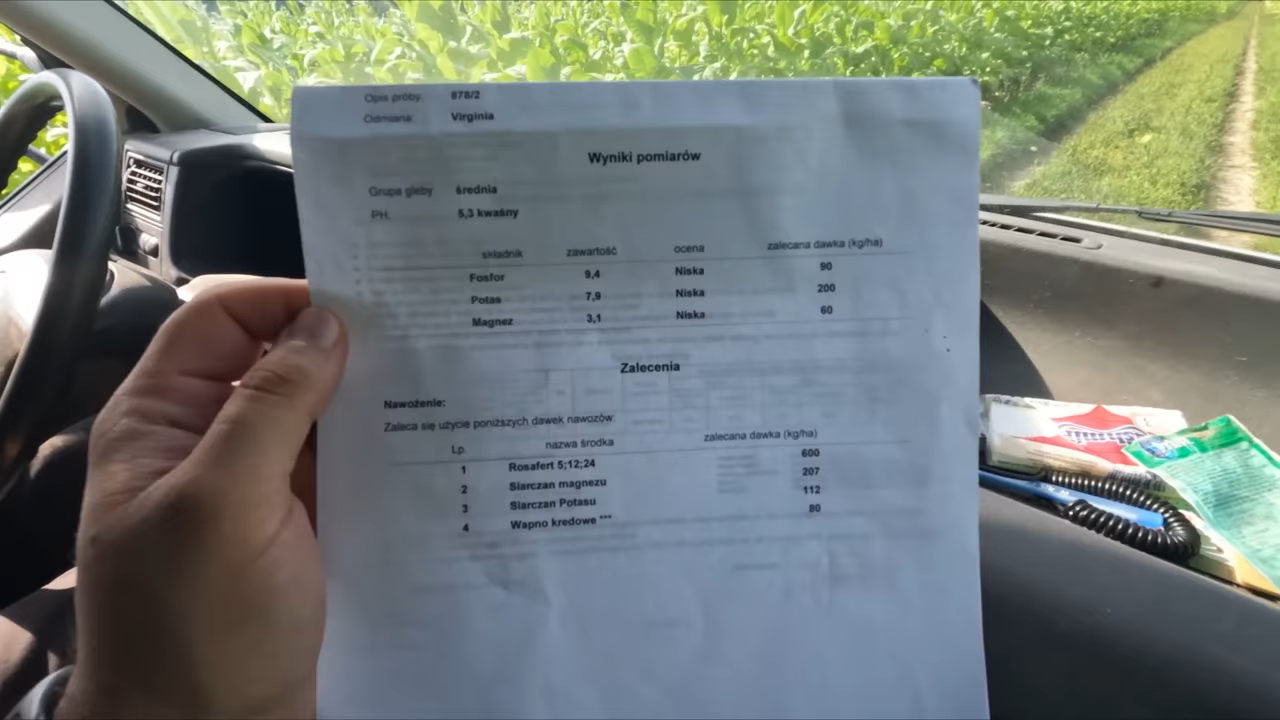 Opis próby: 878/2
Odmiana: Virginia
Wyniki pomiarów
Grupa gleby średnia
PH: 5,3 kwaśny
składnik zawartość ocena zalecana dawka (kg/ha)
Fosfor 9,4 Niska 90
Potas 7,9 Niska 200
Magnez 3,1 Niska 60
Zalecenia
Nawożenie:
Zaleca się użycie poniższych dawek nawozów:
Lp. nazwa środka zalecana dawka (kg/ha)
1 Rosafert 5;12;24 600
2 Siarczan magnezu 207
3 Siarczan Potasu 112
4 Wapno kredowe *** 80